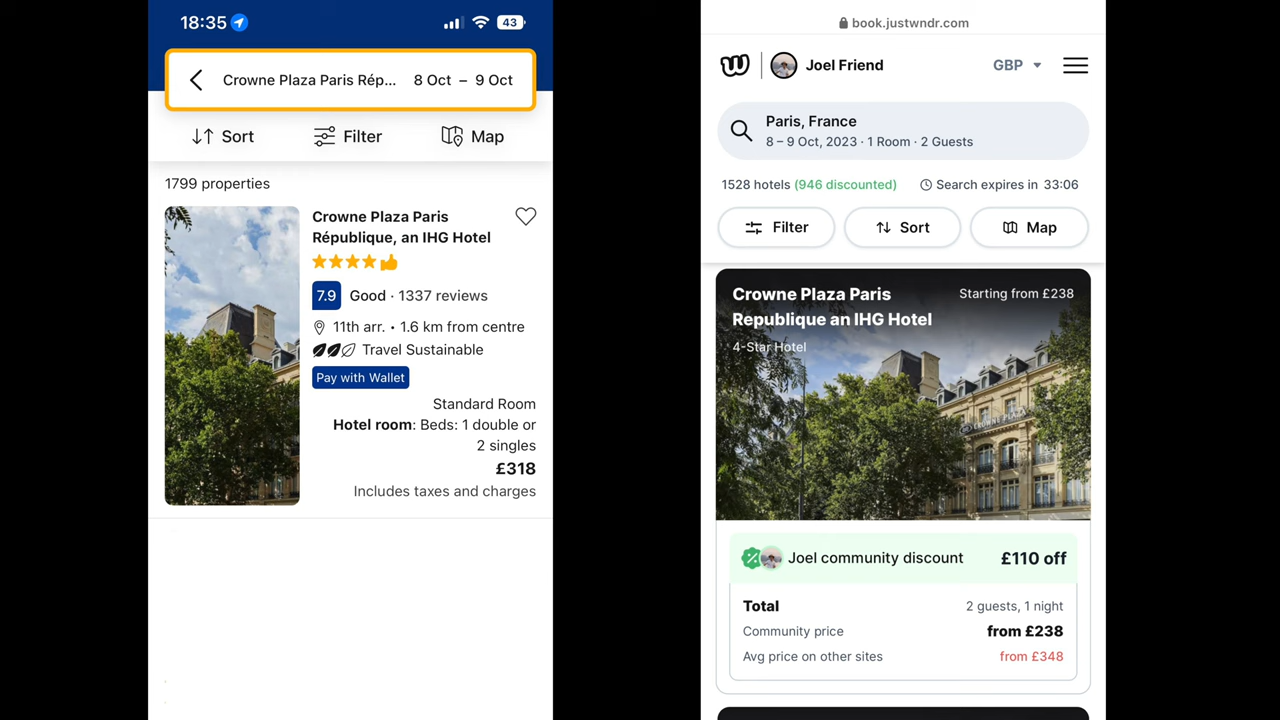 18:35
43
Crowne Plaza Paris Rép... 8 Oct – 9 Oct
Sort Filter Map
1799 properties
Crowne Plaza Paris
République, an IHG Hotel
7.9 Good · 1337 reviews
11th arr. • 1.6 km from centre
Travel Sustainable
Pay with Wallet
Standard Room
Hotel room: Beds: 1 double or
2 singles
£318
Includes taxes and charges
book.justwndr.com
W
Joel Friend
GBP
Paris, France
8 – 9 Oct, 2023 · 1 Room · 2 Guests
1528 hotels (946 discounted) Search expires in 33:06
Filter Sort Map
Crowne Plaza Paris
Republique an IHG Hotel
Starting from £238
4-Star Hotel
CROWNE PLAZA
Joel community discount £110 off
Total 2 guests, 1 night
Community price from £238
Avg price on other sites from £348